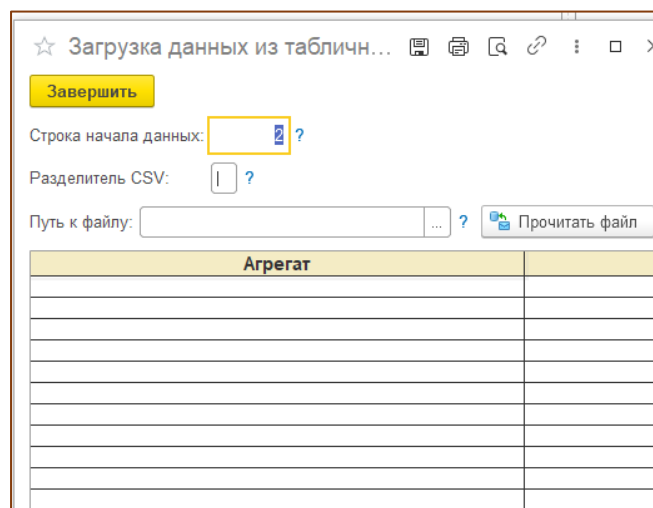 Загрузка данных из табличн...
Завершить
Строка начала данных: 2 ?
Разделитель CSV: | ?
Путь к файлу: ... ? Прочитать файл
Агрегат